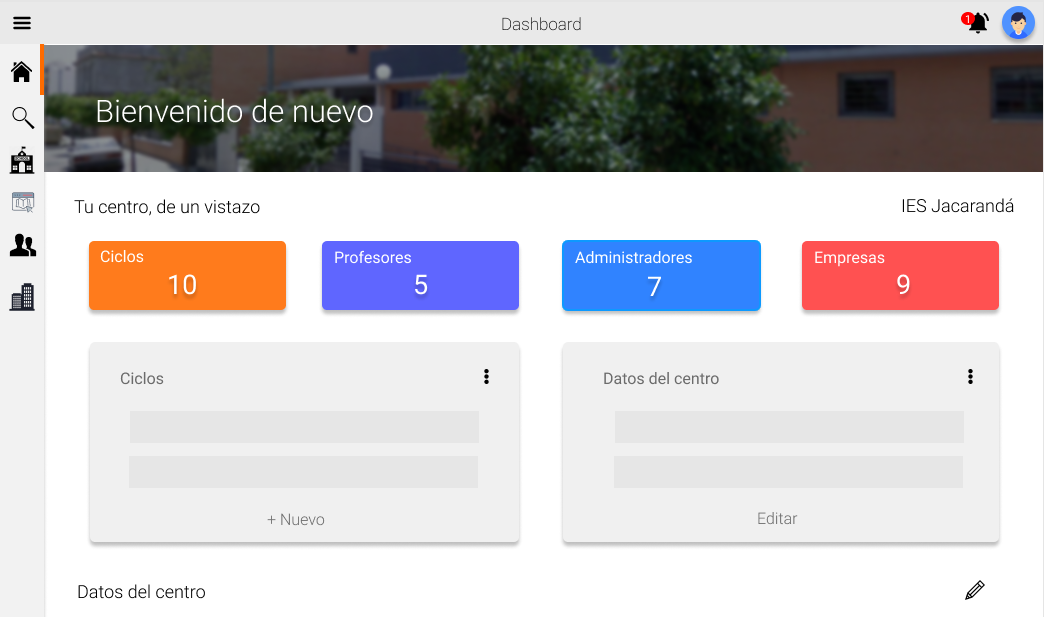 Dashboard
1
Bienvenido de nuevo
Tu centro, de un vistazo
IES Jacarandá
Ciclos
10
Profesores
5
Administradores
7
Empresas
9
Ciclos
+ Nuevo
Datos del centro
Editar
Datos del centro